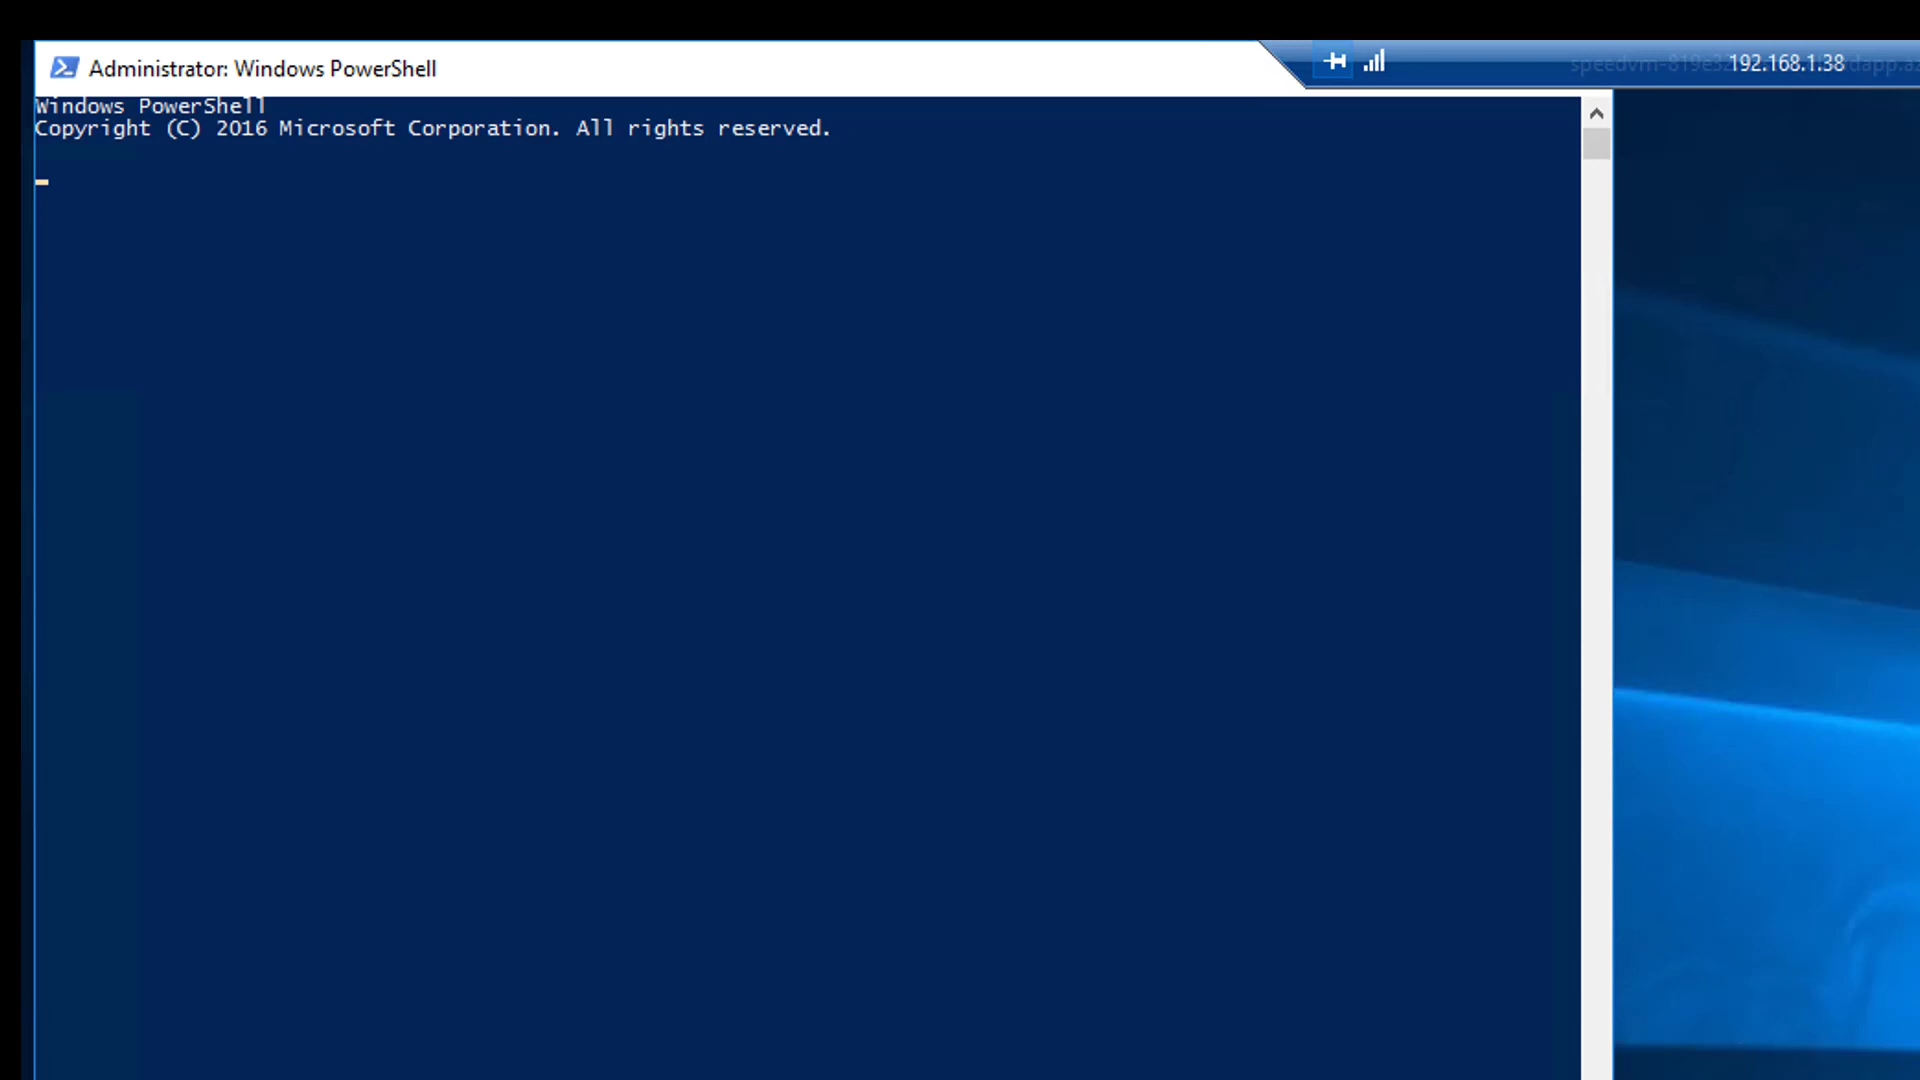 Administrator: Windows PowerShell
192.168.1.38
Windows PowerShell
Copyright (C) 2016 Microsoft Corporation. All rights reserved.